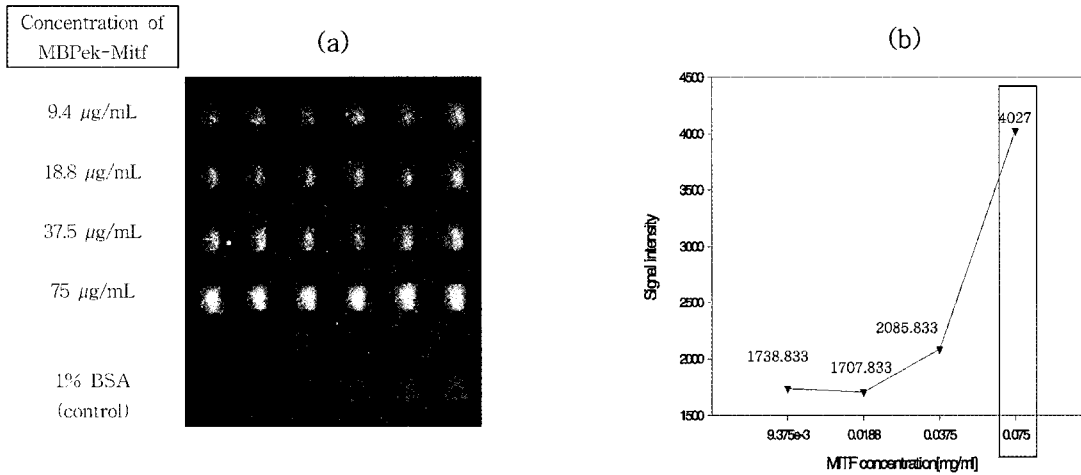 Concentration of
MBPek-Mitf
(a)
9.4 μg/mL
18.8 μg/mL
37.5 μg/mL
75 μg/mL
1% BSA
(control)
(b)
4500
4000
3500
3000
2500
2000
1500
Signal intensity
1738.833
1707.833
2085.833
4027
9.375e-3
0.0188
0.0375
0.075
MITF concentration[mg/ml]